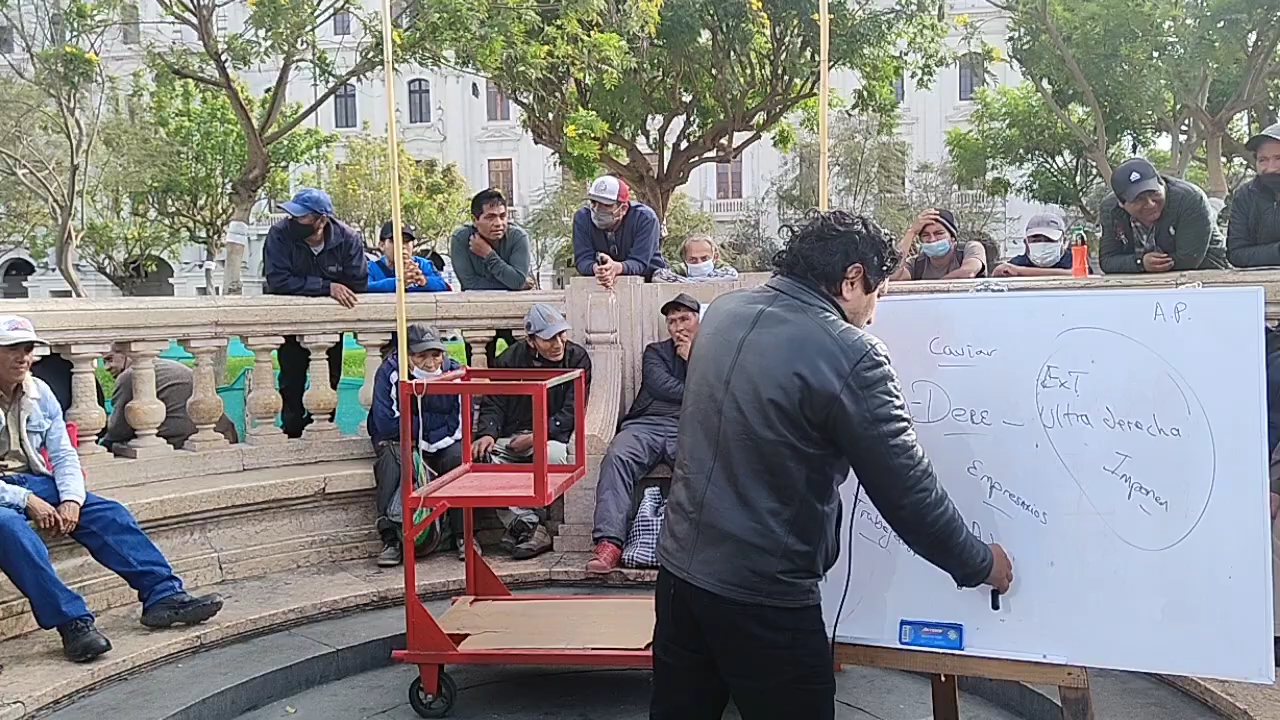 A.P.
Caviar
Dere -
Ext
Ultra derecha
Imponen
Empresarios